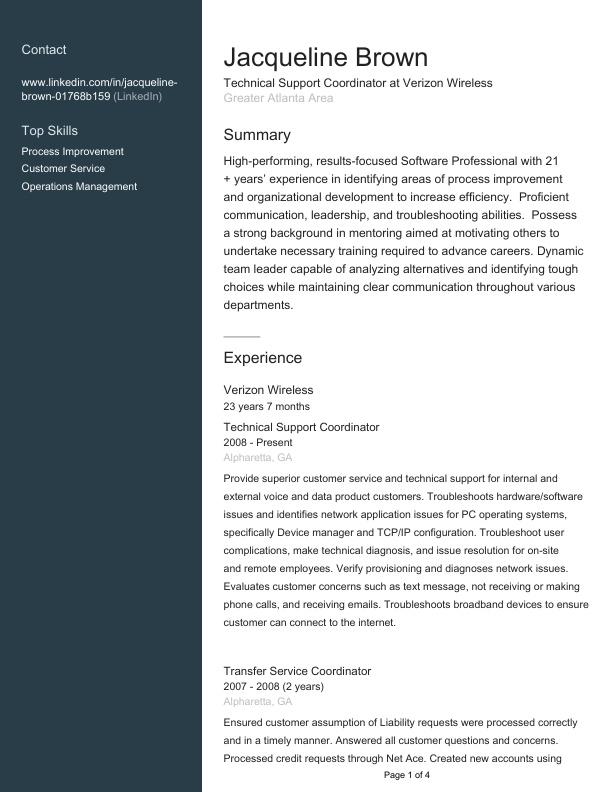 Contact
www.linkedin.com/in/jacqueline-
brown-01768b159 (LinkedIn)
Top Skills
Process Improvement
Customer Service
Operations Management
Jacqueline Brown
Technical Support Coordinator at Verizon Wireless
Greater Atlanta Area
Summary
High-performing, results-focused Software Professional with 21
+ years’ experience in identifying areas of process improvement
and organizational development to increase efficiency.  Proficient
communication, leadership, and troubleshooting abilities.  Possess
a strong background in mentoring aimed at motivating others to
undertake necessary training required to advance careers. Dynamic
team leader capable of analyzing alternatives and identifying tough
choices while maintaining clear communication throughout various
departments.
Experience
Verizon Wireless
23 years 7 months
Technical Support Coordinator
2008 - Present
Alpharetta, GA
Provide superior customer service and technical support for internal and
external voice and data product customers. Troubleshoots hardware/software
issues and identifies network application issues for PC operating systems,
specifically Device manager and TCP/IP configuration. Troubleshoot user
complications, make technical diagnosis, and issue resolution for on-site
and remote employees. Verify provisioning and diagnoses network issues.
Evaluates customer concerns such as text message, not receiving or making
phone calls, and receiving emails. Troubleshoots broadband devices to ensure
customer can connect to the internet.
Transfer Service Coordinator
2007 - 2008 (2 years)
Alpharetta, GA
Ensured customer assumption of Liability requests were processed correctly
and in a timely manner. Answered all customer questions and concerns.
Processed credit requests through Net Ace. Created new accounts using
Page 1 of 4